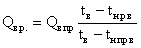 Qвр. = Qвпр (tв − tнрв) / (tв − tнпрв)